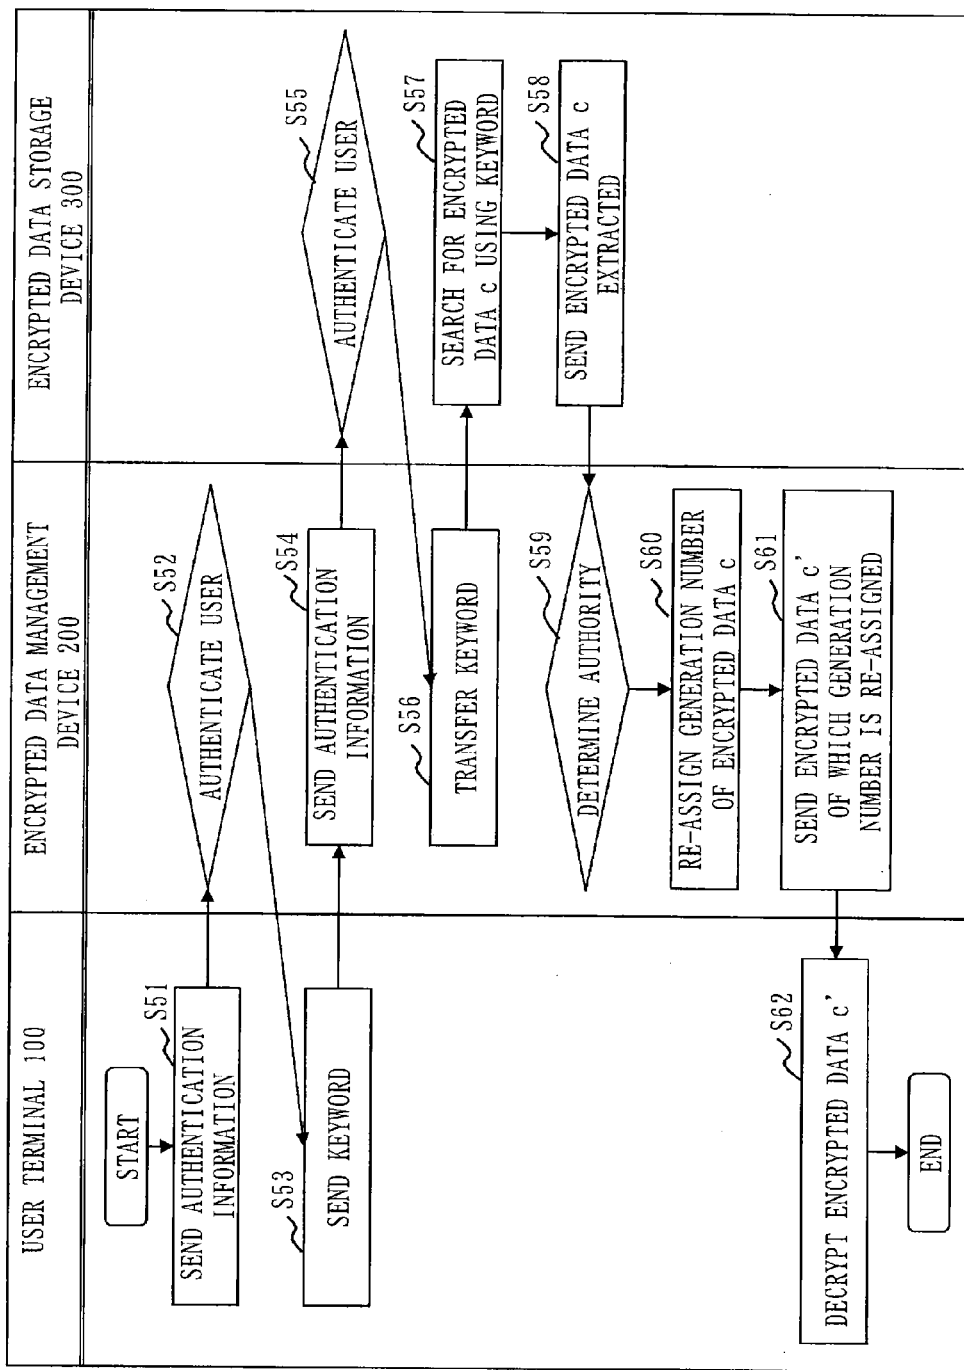 USER TERMINAL 100
ENCRYPTED DATA MANAGEMENT
DEVICE 200
ENCRYPTED DATA STORAGE
DEVICE 300
START
S51
SEND AUTHENTICATION
INFORMATION
S52
AUTHENTICATE USER
S53
SEND KEYWORD
S54
SEND AUTHENTICATION
INFORMATION
S55
AUTHENTICATE USER
S56
TRANSFER KEYWORD
S57
SEARCH FOR ENCRYPTED
DATA c USING KEYWORD
S58
SEND ENCRYPTED DATA c
EXTRACTED
S59
DETERMINE AUTHORITY
S60
RE-ASSIGN GENERATION NUMBER
OF ENCRYPTED DATA c
S61
SEND ENCRYPTED DATA c'
OF WHICH GENERATION
NUMBER IS RE-ASSIGNED
S62
DECRYPT ENCRYPTED DATA c'
END